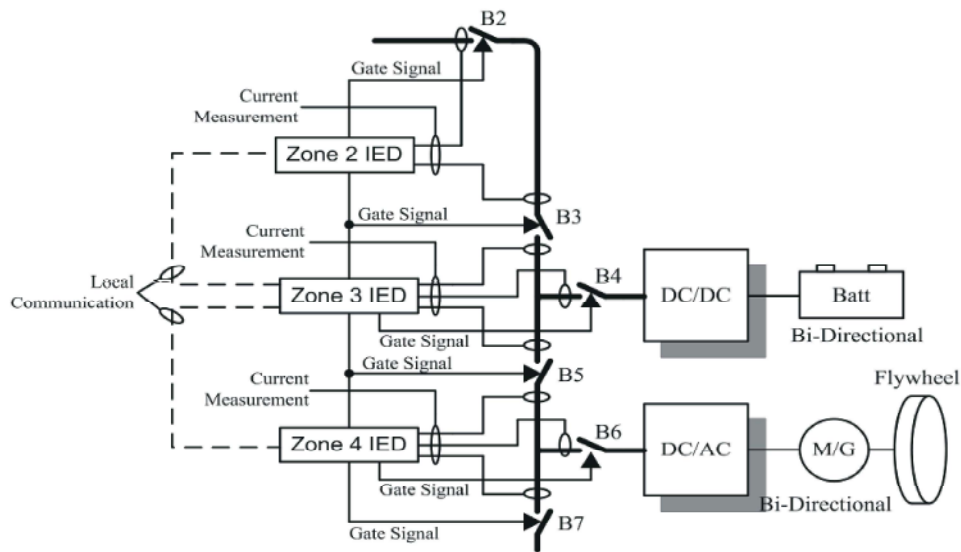 B2
Gate Signal
Current
Measurement
Zone 2 IED
Gate Signal
B3
Current
Measurement
B4
DC/DC
Batt
Local
Communication
Zone 3 IED
Bi-Directional
Gate Signal
Gate Signal
B5
Current
Measurement
Flywheel
B6
Zone 4 IED
DC/AC
M/G
Gate Signal
Bi-Directional
Gate Signal
B7